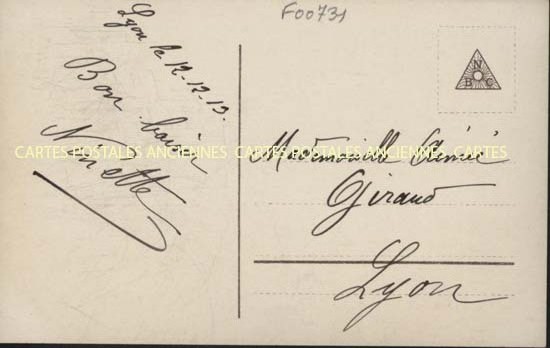 F00731
Lyon le 12-12-13.
Bon baiser
Ninette
N
B C
Mademoiselle
Giraud
Lyon
CARTES POSTALES ANCIENNES CARTES POSTALES ANCIENNES CARTES